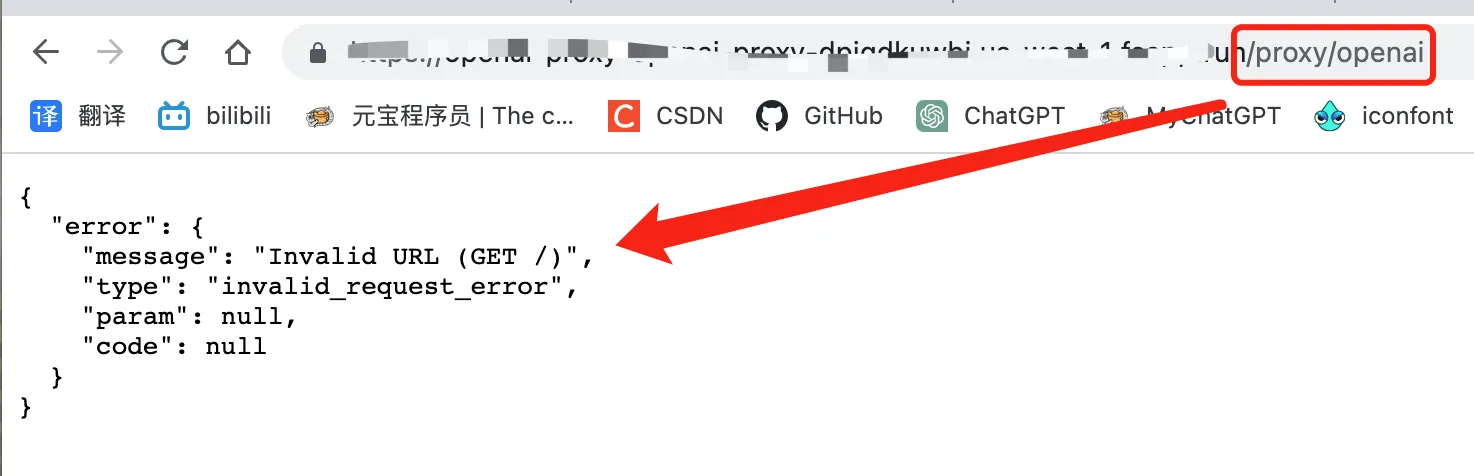 /proxy/openai
翻译 bilibili 元宝程序员 | The c... CSDN GitHub ChatGPT MyChatGPT iconfont
{
"error": {
"message": "Invalid URL (GET /)",
"type": "invalid_request_error",
"param": null,
"code": null
}
}